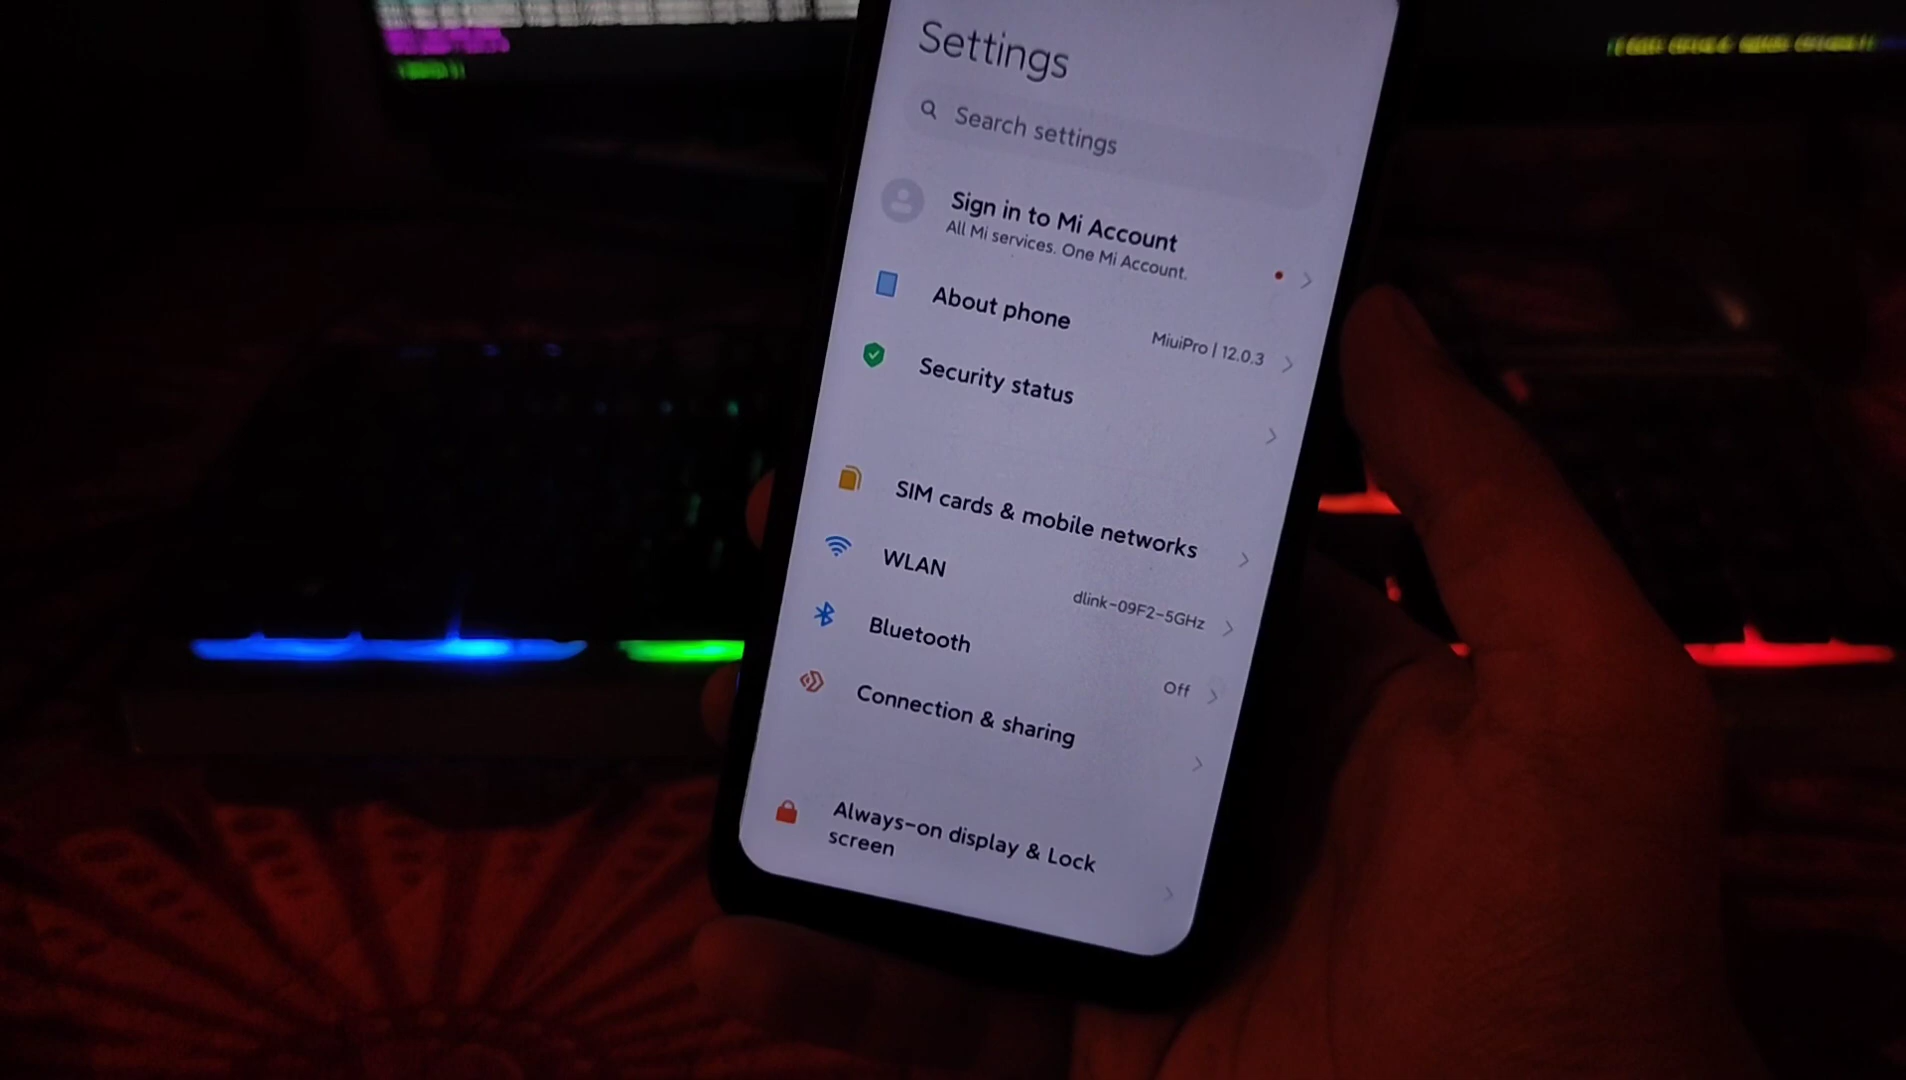 Settings
Search settings
Sign in to Mi Account
All Mi services. One Mi Account.
About phone
MiuiPro | 12.0.3
Security status
SIM cards & mobile networks
WLAN
dlink-09F2-5GHz
Bluetooth
Off
Connection & sharing
Always-on display & Lock
screen